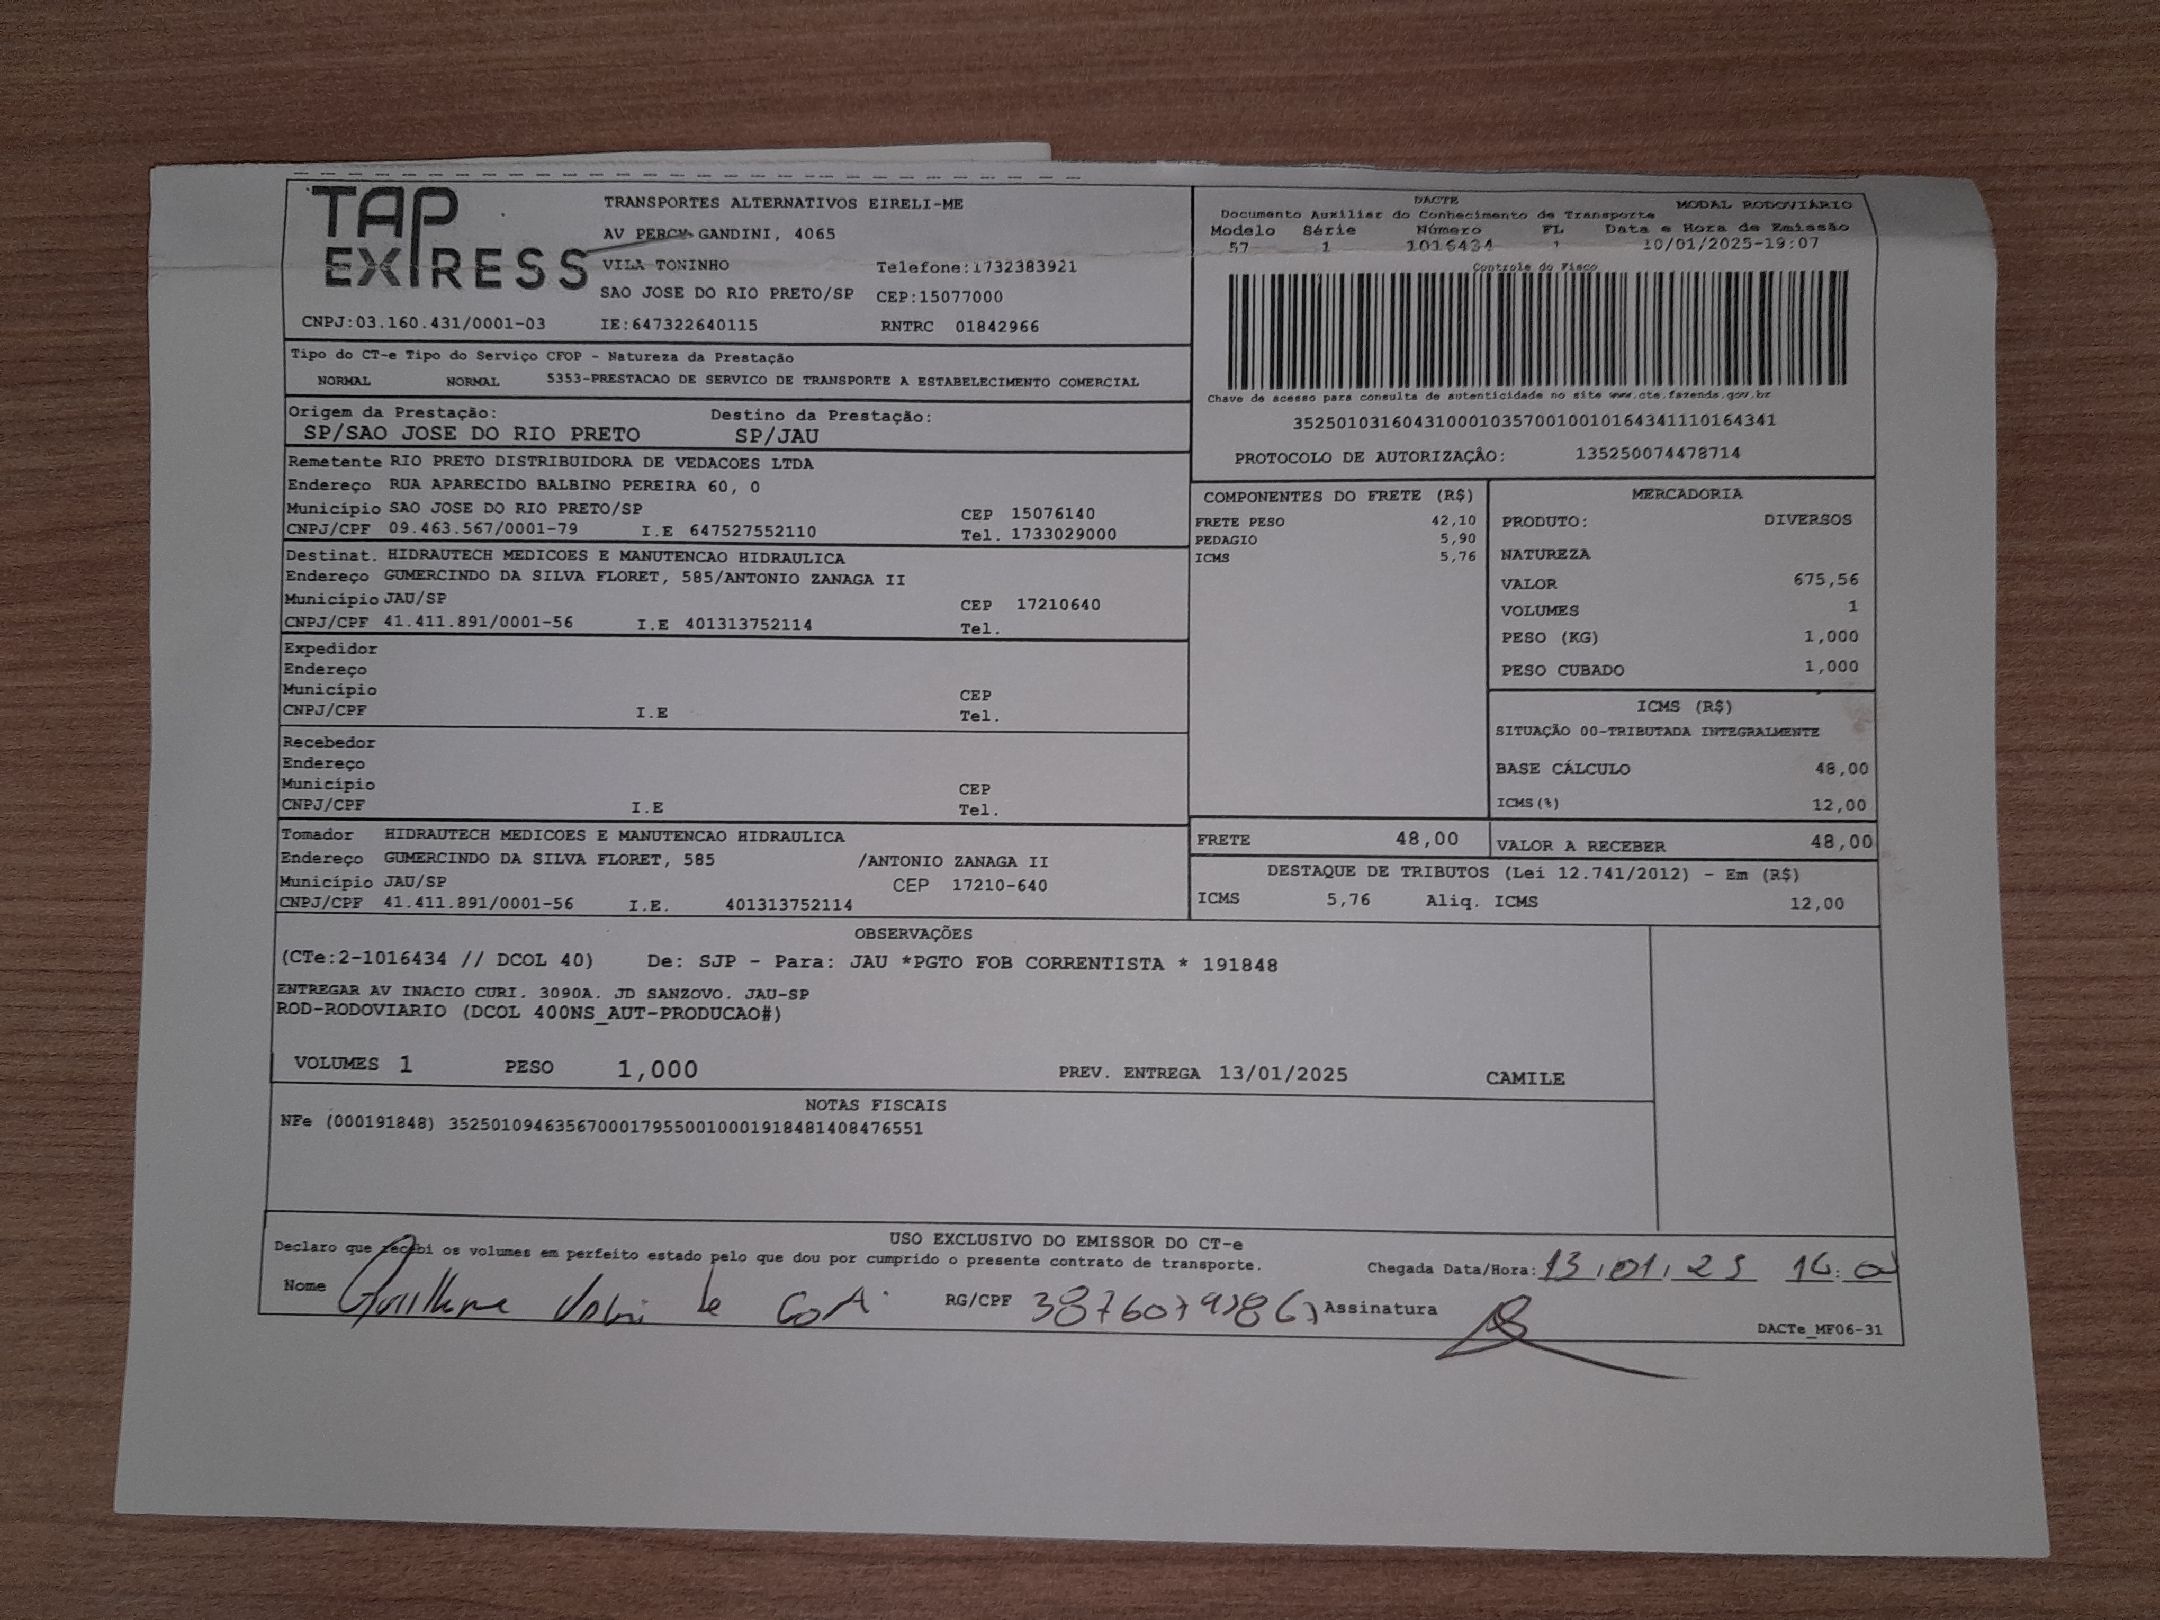 TAP
EXPRESS
TRANSPORTES ALTERNATIVOS EIRELI-ME
AV PERCY GANDINI, 4065
VILA TONINHO Telefone:1732383921
SAO JOSE DO RIO PRETO/SP CEP:15077000
CNPJ:03.160.431/0001-03 IE:647322640115 RNTRC 01842966
DACTE MODAL RODOVIÁRIO
Documento Auxiliar do Conhecimento de Transporte
Modelo Série Número FL Data e Hora de Emissão
57 1 1016434 1 10/01/2025-19:07
Controle do Fisco
Chave de acesso para consulta de autenticidade no site www.cte.fazenda.gov.br
35250103160431000103570010010164341110164341
PROTOCOLO DE AUTORIZAÇÃO: 135250074478714
Tipo do CT-e Tipo do Serviço CFOP - Natureza da Prestação
NORMAL NORMAL 5353-PRESTACAO DE SERVICO DE TRANSPORTE A ESTABELECIMENTO COMERCIAL
Origem da Prestação: Destino da Prestação:
SP/SAO JOSE DO RIO PRETO SP/JAU
Remetente RIO PRETO DISTRIBUIDORA DE VEDACOES LTDA
Endereço RUA APARECIDO BALBINO PEREIRA 60, 0
Município SAO JOSE DO RIO PRETO/SP CEP 15076140
CNPJ/CPF 09.463.567/0001-79 I.E 647527552110 Tel. 1733029000
Destinat. HIDRAUTECH MEDICOES E MANUTENCAO HIDRAULICA
Endereço GUMERCINDO DA SILVA FLORET, 585/ANTONIO ZANAGA II
Município JAU/SP CEP 17210640
CNPJ/CPF 41.411.891/0001-56 I.E 401313752114 Tel.
Expedidor
Endereço
Município CEP
CNPJ/CPF I.E Tel.
Recebedor
Endereço
Município CEP
CNPJ/CPF I.E Tel.
Tomador HIDRAUTECH MEDICOES E MANUTENCAO HIDRAULICA
Endereço GUMERCINDO DA SILVA FLORET, 585 /ANTONIO ZANAGA II
Município JAU/SP CEP 17210-640
CNPJ/CPF 41.411.891/0001-56 I.E. 401313752114
COMPONENTES DO FRETE (R$)
FRETE PESO 42,10
PEDAGIO 5,90
ICMS 5,76
MERCADORIA
PRODUTO: DIVERSOS
NATUREZA
VALOR 675,56
VOLUMES 1
PESO (KG) 1,000
PESO CUBADO 1,000
ICMS (R$)
SITUAÇÃO 00-TRIBUTADA INTEGRALMENTE
BASE CÁLCULO 48,00
ICMS(%) 12,00
FRETE 48,00 VALOR A RECEBER 48,00
DESTAQUE DE TRIBUTOS (Lei 12.741/2012) - Em (R$)
ICMS 5,76 Aliq. ICMS 12,00
OBSERVAÇÕES
(CTe:2-1016434 // DCOL 40) De: SJP - Para: JAU *PGTO FOB CORRENTISTA * 191848
ENTREGAR AV INACIO CURI. 3090A. JD SANZOVO. JAU-SP
ROD-RODOVIARIO (DCOL 400NS_AUT-PRODUCAO#)
VOLUMES 1 PESO 1,000 PREV. ENTREGA 13/01/2025 CAMILE
NOTAS FISCAIS
NFe (000191848) 35250109463567000179550010001918481408476551
USO EXCLUSIVO DO EMISSOR DO CT-e
Declaro que recebi os volumes em perfeito estado pelo que dou por cumprido o presente contrato de transporte.
Chegada Data/Hora: 13,01,25
Nome Guilherme RG/CPF Assinatura
DACTe_MF06-31